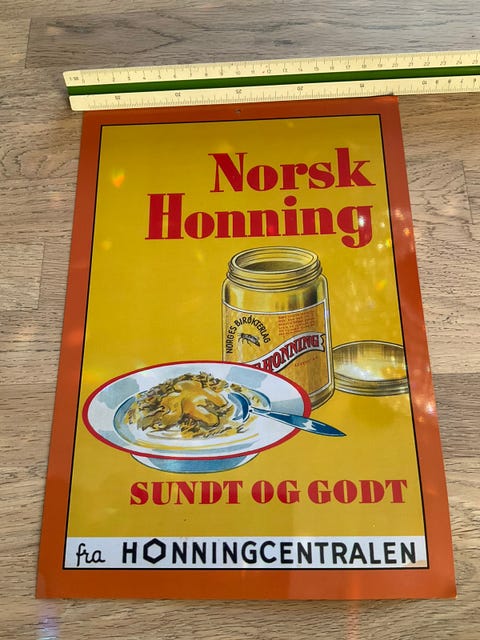 Norsk
Honning
NORGES BIRØKTERLAG
HONNING
SUNDT OG GODT
fra HONNINGCENTRALEN